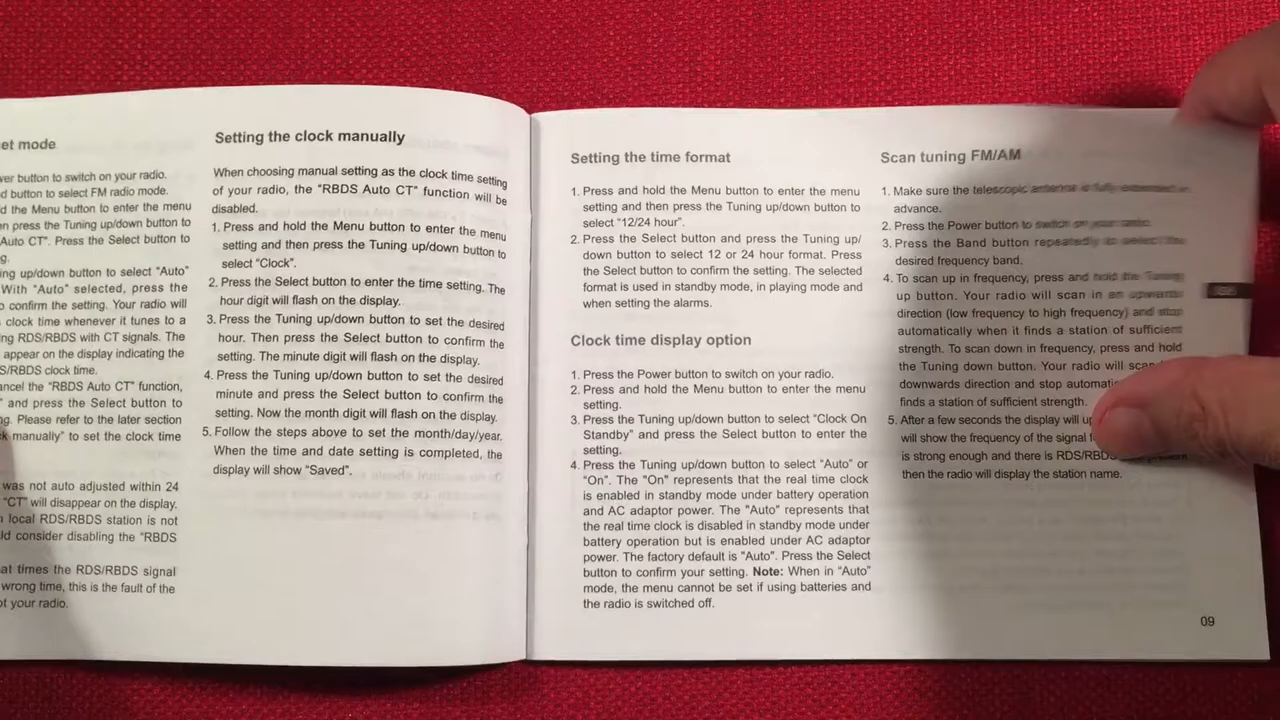 et mode
ver button to switch on your radio.
d button to select FM radio mode.
d the Menu button to enter the menu
en press the Tuning up/down button to
Auto CT". Press the Select button to
g.
ing up/down button to select "Auto"
With "Auto" selected, press the
o confirm the setting. Your radio will
clock time whenever it tunes to a
ng RDS/RBDS with CT signals. The
appear on the display indicating the
S/RBDS clock time.
ancel the "RBDS Auto CT" function,
" and press the Select button to
ng. Please refer to the later section
k manually" to set the clock time
was not auto adjusted within 24
"CT" will disappear on the display.
n local RDS/RBDS station is not
ld consider disabling the "RBDS
at times the RDS/RBDS signal
wrong time, this is the fault of the
ot your radio.
Setting the clock manually
When choosing manual setting as the clock time setting
of your radio, the "RBDS Auto CT" function will be
disabled.
1. Press and hold the Menu button to enter the menu
setting and then press the Tuning up/down button to
select "Clock".
2. Press the Select button to enter the time setting. The
hour digit will flash on the display.
3. Press the Tuning up/down button to set the desired
hour. Then press the Select button to confirm the
setting. The minute digit will flash on the display.
4. Press the Tuning up/down button to set the desired
minute and press the Select button to confirm the
setting. Now the month digit will flash on the display.
5. Follow the steps above to set the month/day/year.
When the time and date setting is completed, the
display will show "Saved".
Setting the time format
1. Press and hold the Menu button to enter the menu
setting and then press the Tuning up/down button to
select "12/24 hour".
2. Press the Select button and press the Tuning up/
down button to select 12 or 24 hour format. Press
the Select button to confirm the setting. The selected
format is used in standby mode, in playing mode and
when setting the alarms.
Clock time display option
1. Press the Power button to switch on your radio.
2. Press and hold the Menu button to enter the menu
setting.
3. Press the Tuning up/down button to select "Clock On
Standby" and press the Select button to enter the
setting.
4. Press the Tuning up/down button to select "Auto" or
"On". The "On" represents that the real time clock
is enabled in standby mode under battery operation
and AC adaptor power. The "Auto" represents that
the real time clock is disabled in standby mode under
battery operation but is enabled under AC adaptor
power. The factory default is "Auto". Press the Select
button to confirm your setting. Note: When in "Auto"
mode, the menu cannot be set if using batteries and
the radio is switched off.
Scan tuning FM/AM
1. Make sure the telescopic antenna is fully extended in
advance.
2. Press the Power button to switch on your radio.
3. Press the Band button repeatedly to select the
desired frequency band.
4. To scan up in frequency, press and hold the Tuning
up button. Your radio will scan in an upwards
direction (low frequency to high frequency) and stop
automatically when it finds a station of sufficient
strength. To scan down in frequency, press and hold
the Tuning down button. Your radio will scan
downwards direction and stop automatic
finds a station of sufficient strength.
5. After a few seconds the display will up
will show the frequency of the signal f
is strong enough and there is RDS/RBDS
then the radio will display the station name.
09